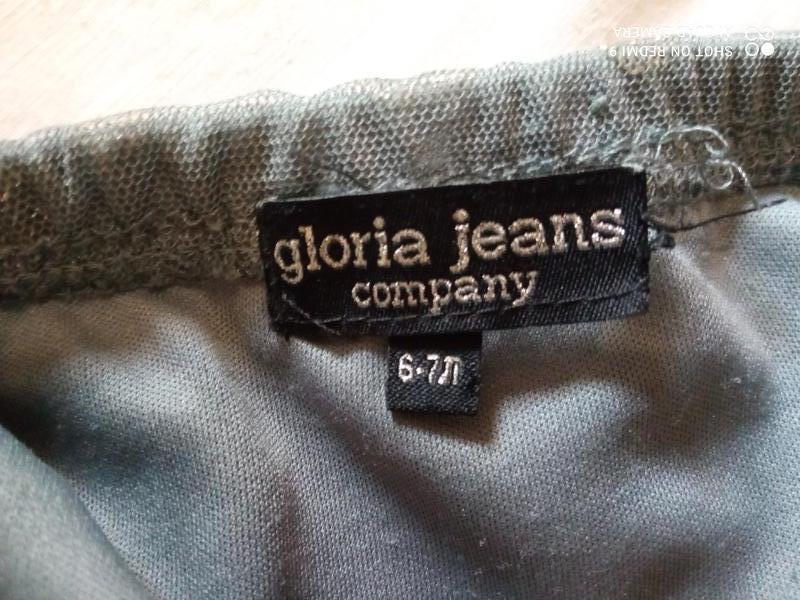 gloria jeans
company
6-7Л
SHOT ON REDMI 9
AI QUAD CAMERA